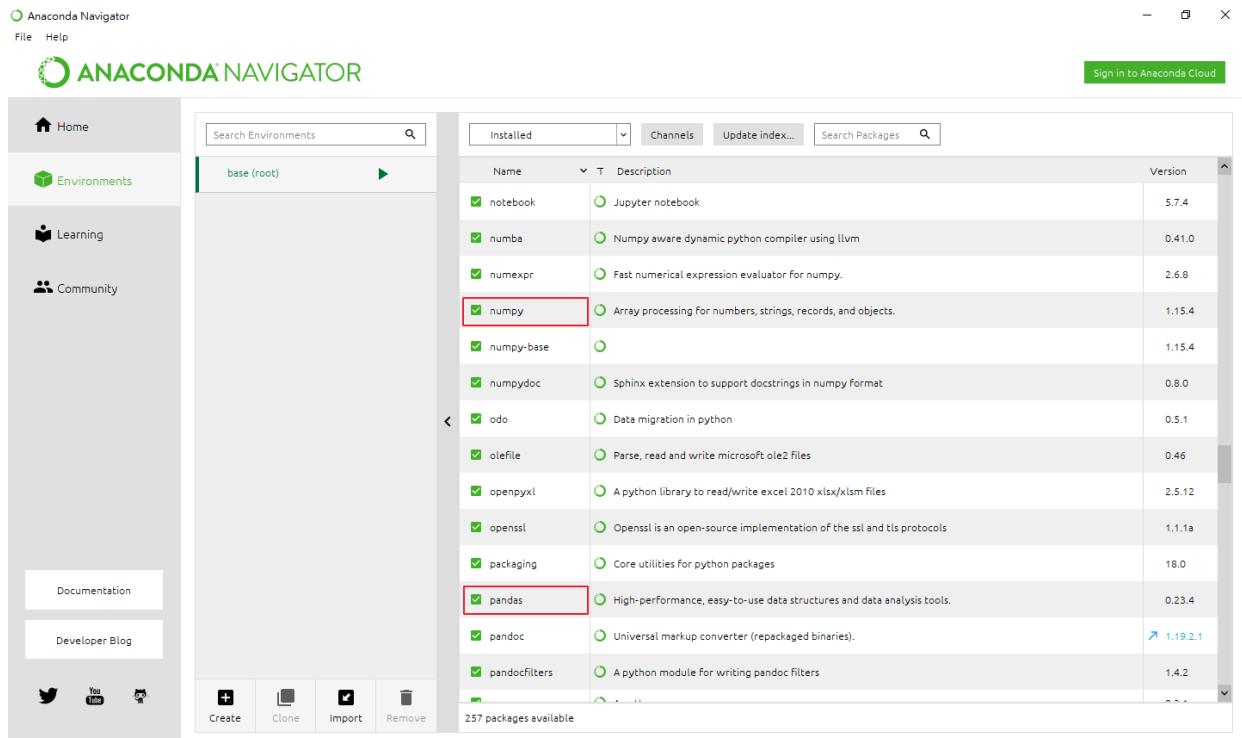 Anaconda Navigator
File Help
ANACONDA NAVIGATOR
Sign in to Anaconda Cloud
Home
Environments
Learning
Community
Documentation
Developer Blog
You Tube
Search Environments
base (root)
Create Clone Import Remove
Installed Channels Update index... Search Packages
Name T Description Version
notebook Jupyter notebook 5.7.4
numba Numpy aware dynamic python compiler using llvm 0.41.0
numexpr Fast numerical expression evaluator for numpy. 2.6.8
numpy Array processing for numbers, strings, records, and objects. 1.15.4
numpy-base 1.15.4
numpydoc Sphinx extension to support docstrings in numpy format 0.8.0
odo Data migration in python 0.5.1
olefile Parse, read and write microsoft ole2 files 0.46
openpyxl A python library to read/write excel 2010 xlsx/xlsm files 2.5.12
openssl Openssl is an open-source implementation of the ssl and tls protocols 1.1.1a
packaging Core utilities for python packages 18.0
pandas High-performance, easy-to-use data structures and data analysis tools. 0.23.4
pandoc Universal markup converter (repackaged binaries). 1.19.2.1
pandocfilters A python module for writing pandoc filters 1.4.2
257 packages available